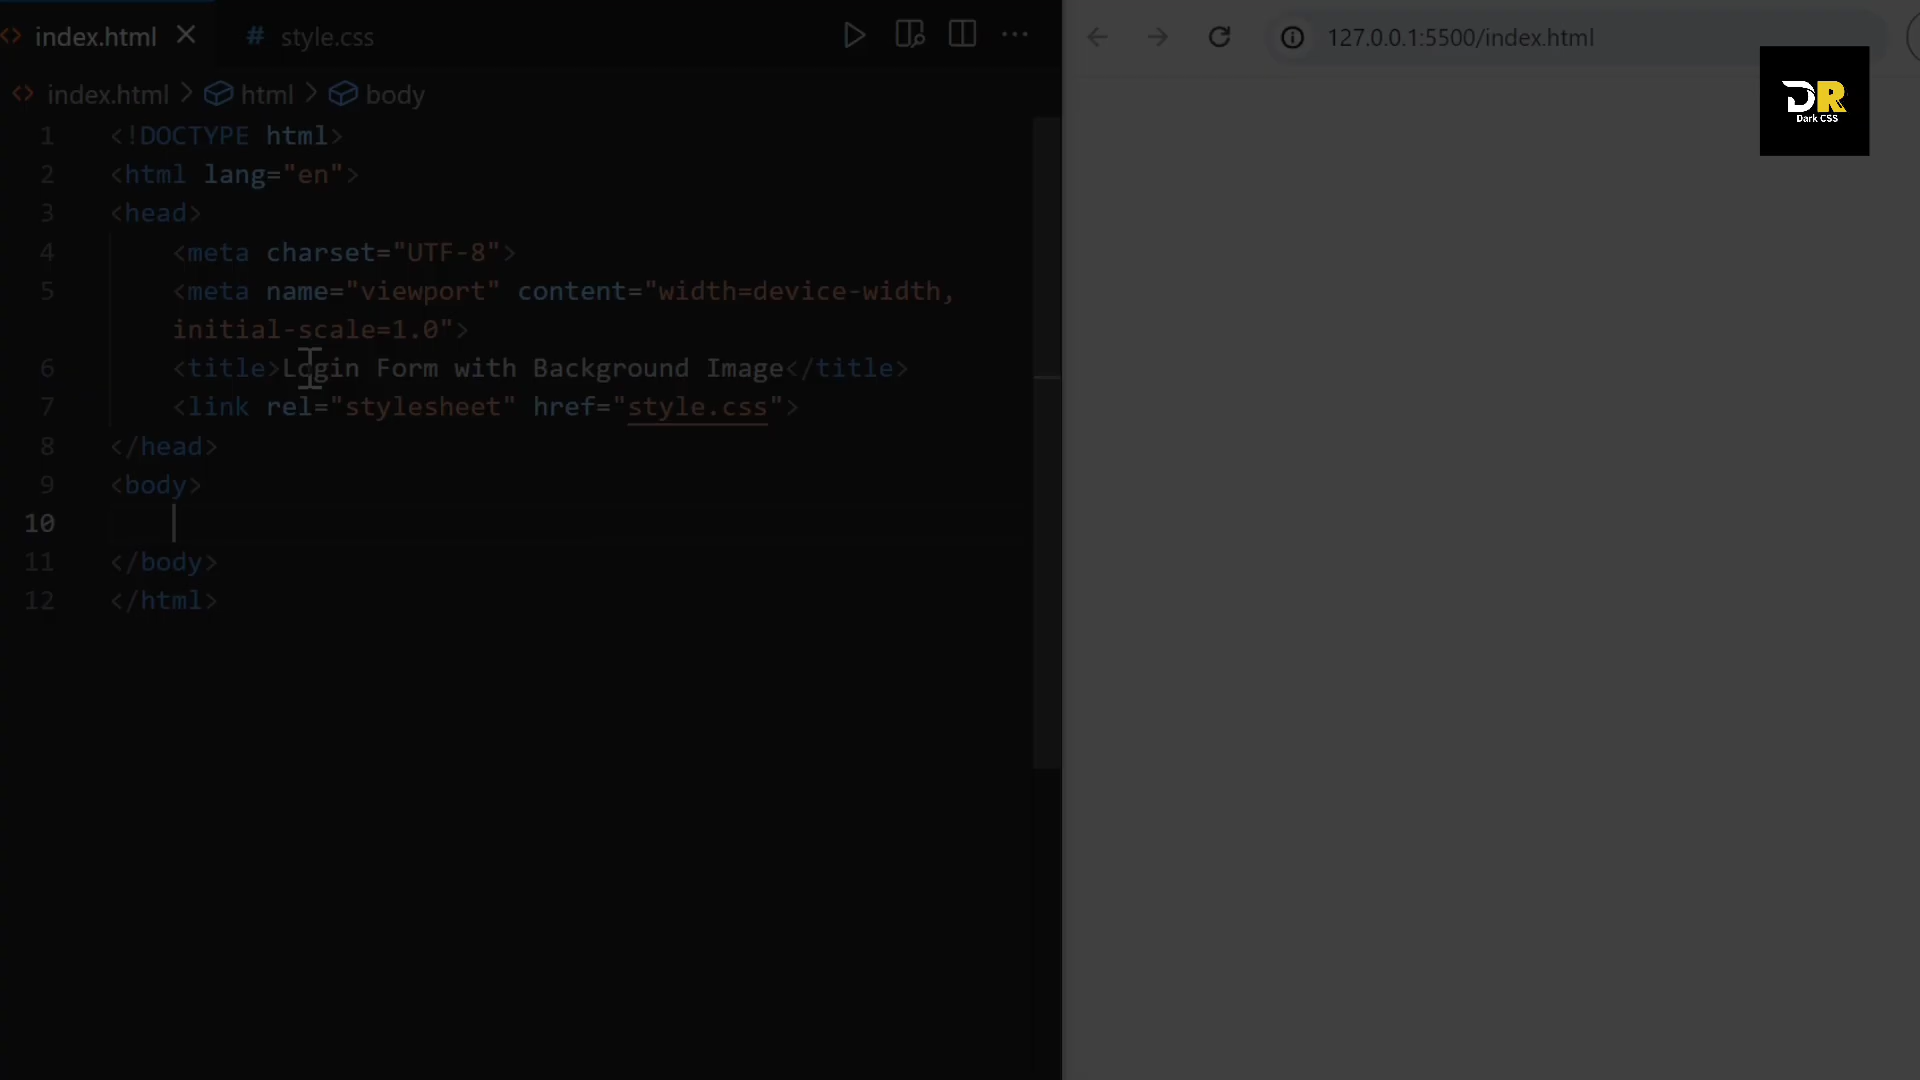 index.html
# style.css
127.0.0.1:5500/index.html
DR
Dark CSS
index.html > html > body
1 <!DOCTYPE html>
2 <html lang="en">
3 <head>
4 <meta charset="UTF-8">
5 <meta name="viewport" content="width=device-width,
initial-scale=1.0">
6 <title>Login Form with Background Image</title>
7 <link rel="stylesheet" href="style.css">
8 </head>
9 <body>
10
11 </body>
12 </html>